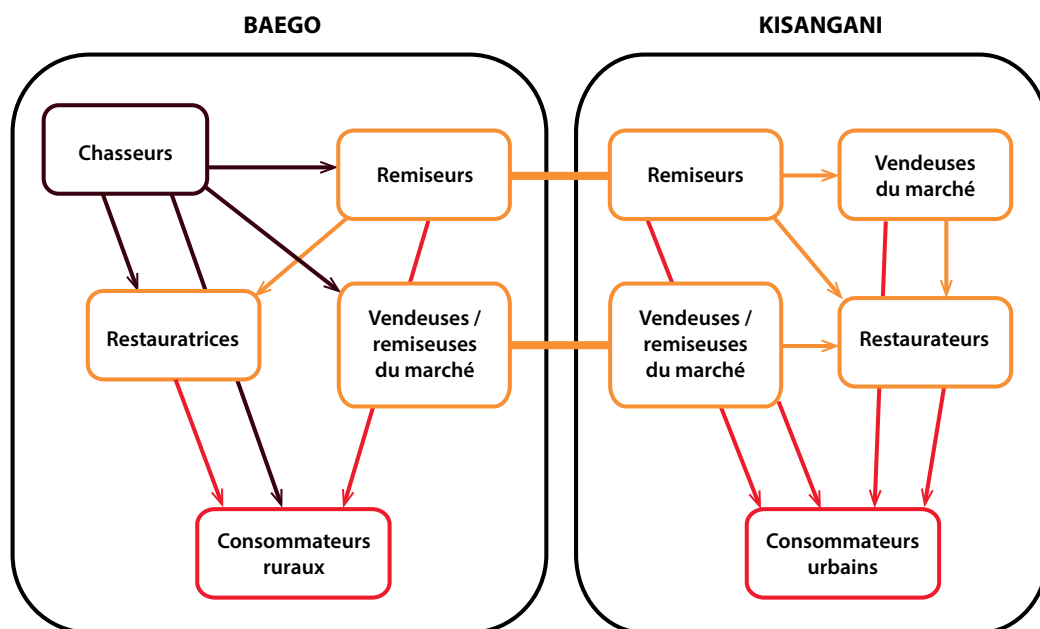 BAEGO
Chasseurs
Remiseurs
Restauratrices
Vendeuses /
remiseuses
du marché
Consommateurs
ruraux
KISANGANI
Remiseurs
Vendeuses
du marché
Vendeuses /
remiseuses
du marché
Restaurateurs
Consommateurs
urbains